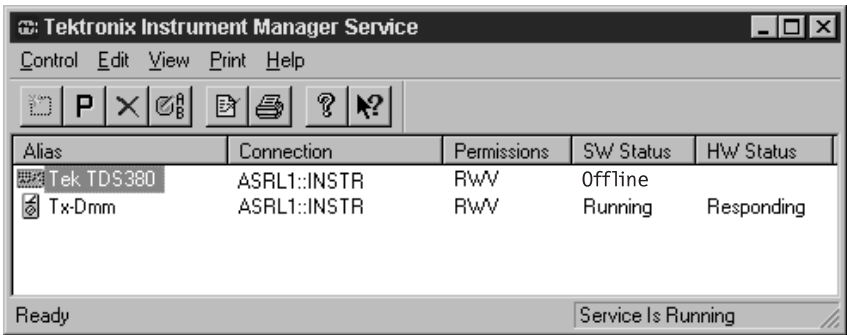 Tektronix Instrument Manager Service
Control Edit View Print Help
P A B ? ?
Alias Connection Permissions SW Status HW Status
Tek TDS380 ASRL1::INSTR RWV Offline
Tx-Dmm ASRL1::INSTR RWV Running Responding
Ready Service Is Running